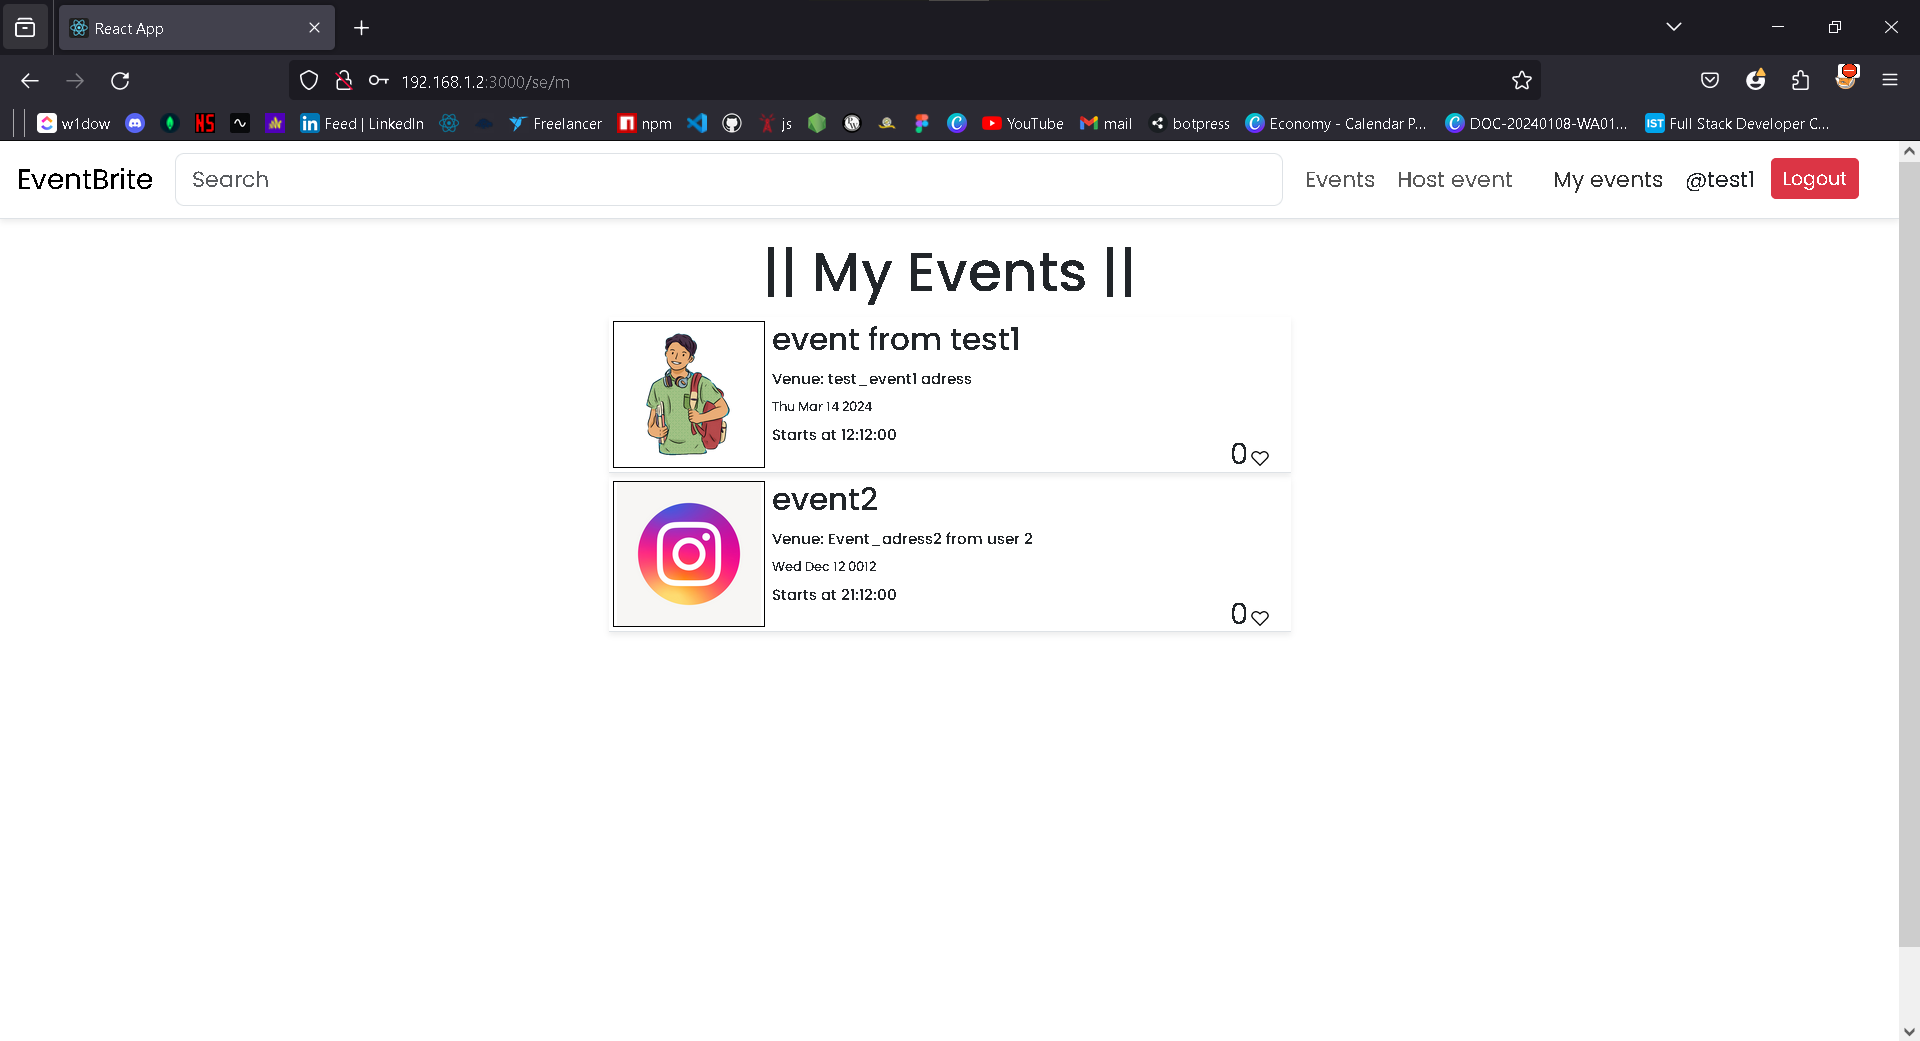 React App
192.168.1.2:3000/se/m
w1dow
NS
in Feed | LinkedIn
Freelancer
npm
js
YouTube
mail
botpress
Economy - Calendar P...
DOC-20240108-WA01...
IST Full Stack Developer C...
EventBrite
Search
Events
Host event
My events
@test1
Logout
|| My Events ||
event from test1
Venue: test_event1 adress
Thu Mar 14 2024
Starts at 12:12:00
0
event2
Venue: Event_adress2 from user 2
Wed Dec 12 0012
Starts at 21:12:00
0